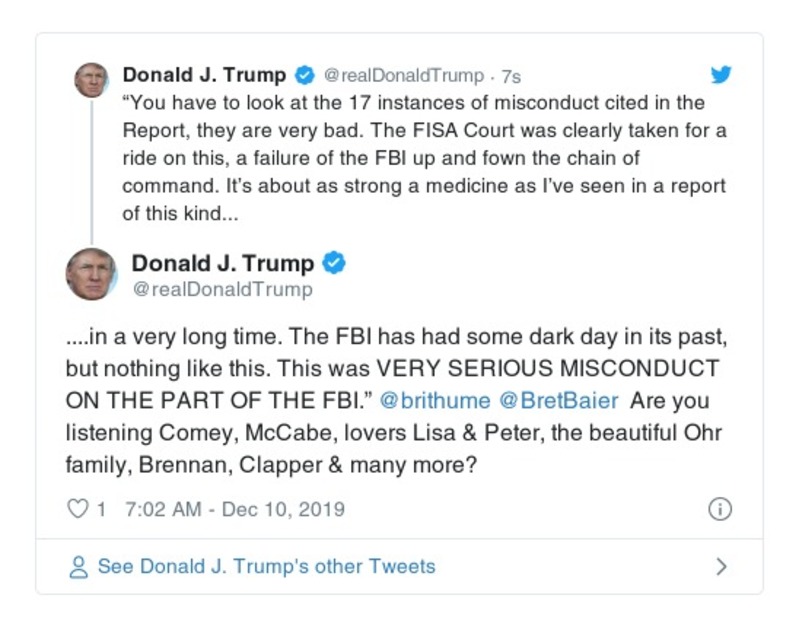 Donald J. Trump @realDonaldTrump · 7s
“You have to look at the 17 instances of misconduct cited in the
Report, they are very bad. The FISA Court was clearly taken for a
ride on this, a failure of the FBI up and fown the chain of
command. It’s about as strong a medicine as I’ve seen in a report
of this kind...
Donald J. Trump
@realDonaldTrump
....in a very long time. The FBI has had some dark day in its past,
but nothing like this. This was VERY SERIOUS MISCONDUCT
ON THE PART OF THE FBI.” @brithume @BretBaier Are you
listening Comey, McCabe, lovers Lisa & Peter, the beautiful Ohr
family, Brennan, Clapper & many more?
1 7:02 AM - Dec 10, 2019
See Donald J. Trump's other Tweets